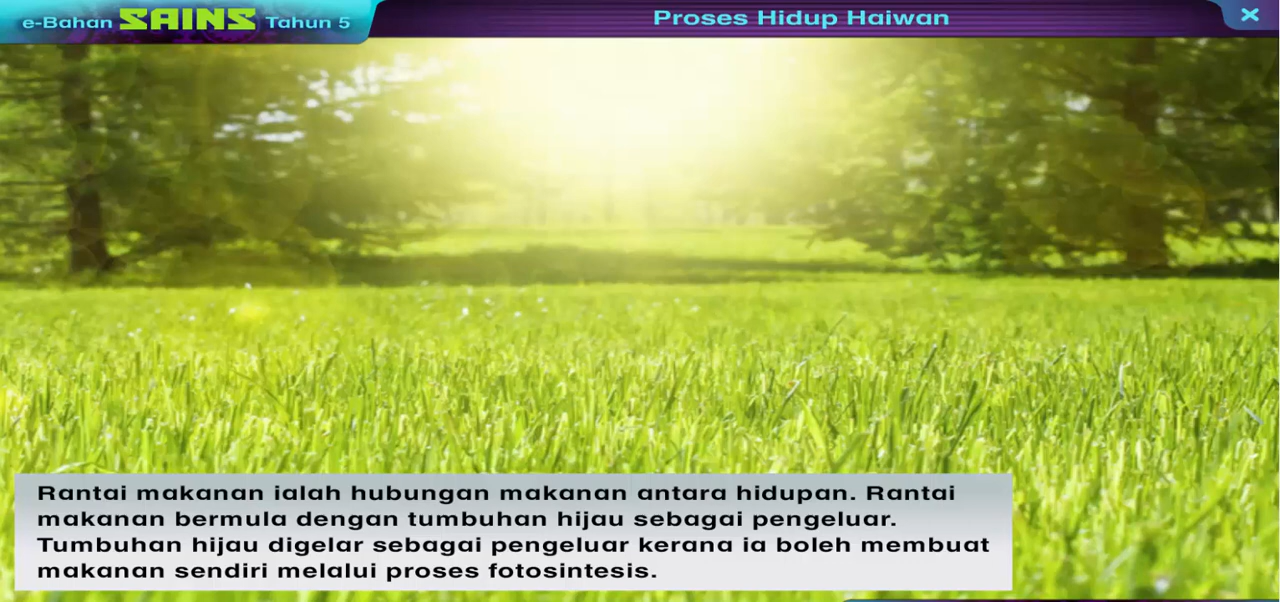 e-Bahan SAINS Tahun 5
Proses Hidup Haiwan
Rantai makanan ialah hubungan makanan antara hidupan. Rantai
makanan bermula dengan tumbuhan hijau sebagai pengeluar.
Tumbuhan hijau digelar sebagai pengeluar kerana ia boleh membuat
makanan sendiri melalui proses fotosintesis.